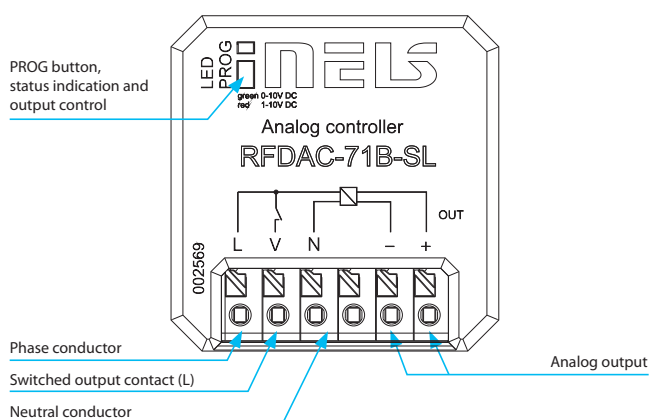 PROG button,
status indication and
output control
LED
PROG
NELS
green 0-10V DC
red 1-10V DC
Analog controller
RFDAC-71B-SL
OUT
L V N – +
002569
Phase conductor
Switched output contact (L)
Neutral conductor
Analog output